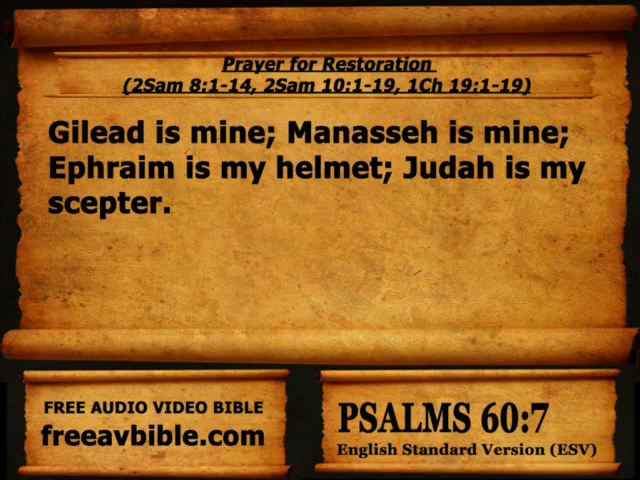 Prayer for Restoration
(2Sam 8:1-14, 2Sam 10:1-19, 1Ch 19:1-19)
Gilead is mine; Manasseh is mine;
Ephraim is my helmet; Judah is my
scepter.
FREE AUDIO VIDEO BIBLE
freeavbible.com
PSALMS 60:7
English Standard Version (ESV)